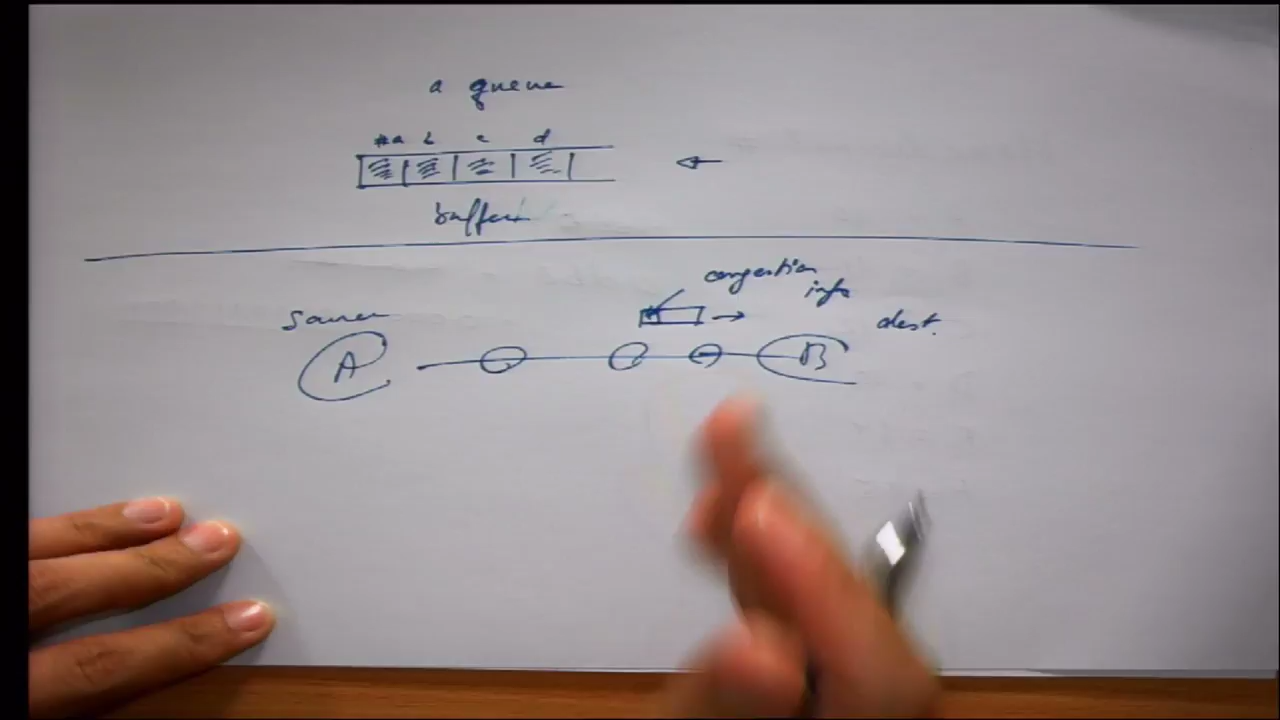 a queue
#a b c d
buffer
congestion
info
source
dest.
A
B